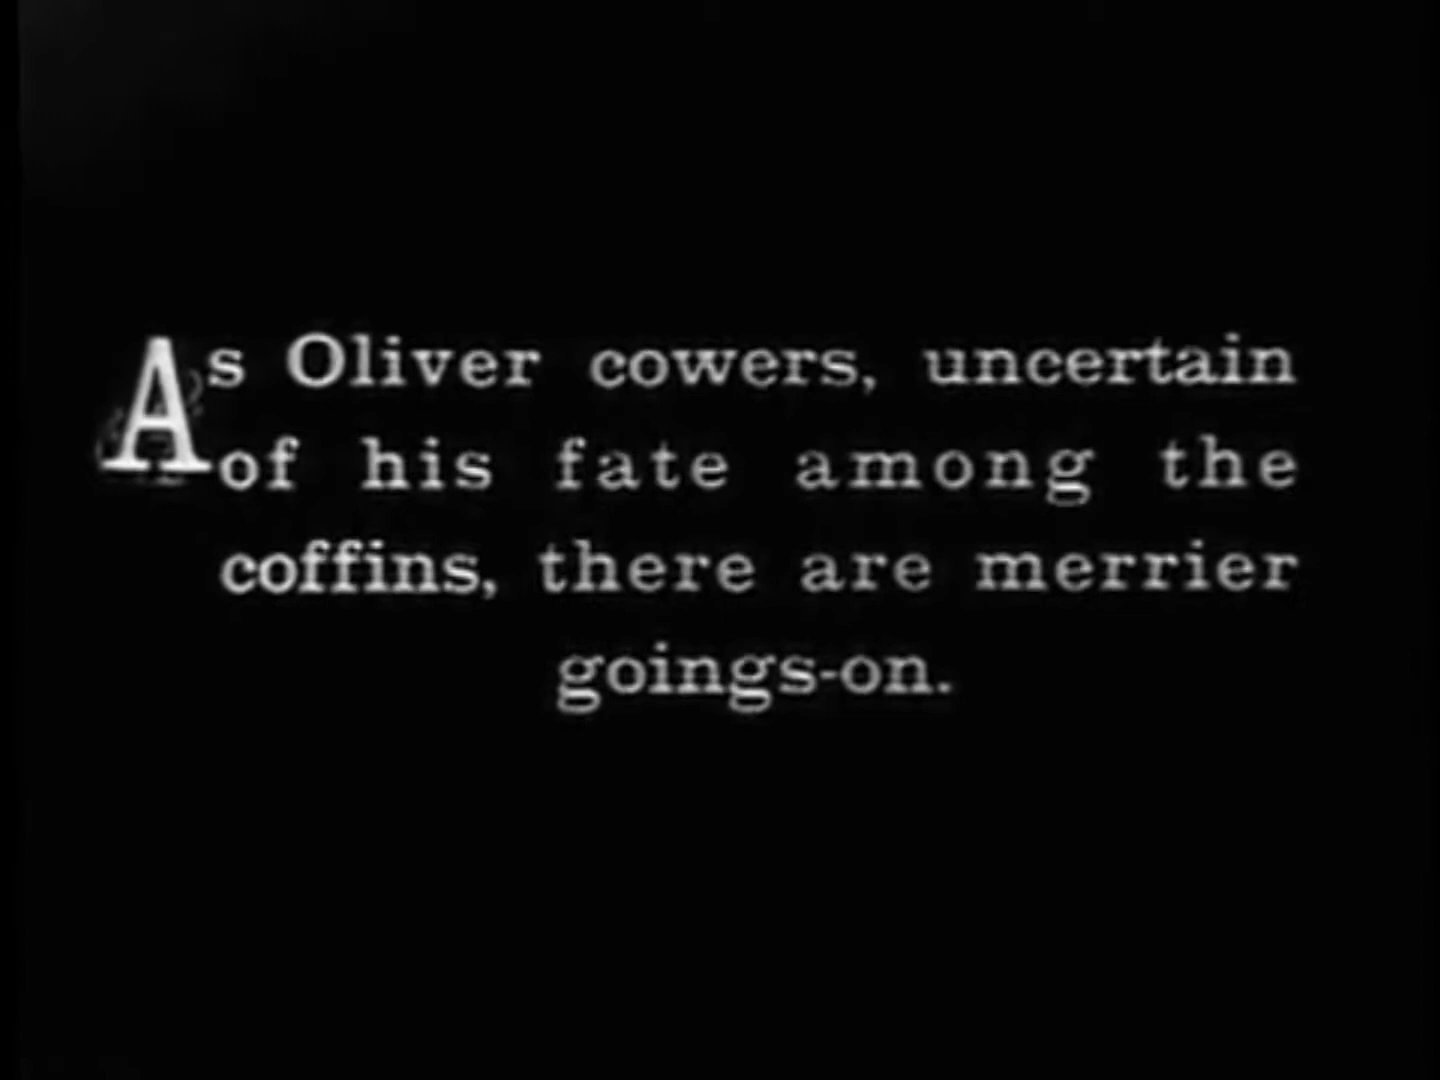 As Oliver cowers, uncertain
of his fate among the
coffins, there are merrier
goings-on.